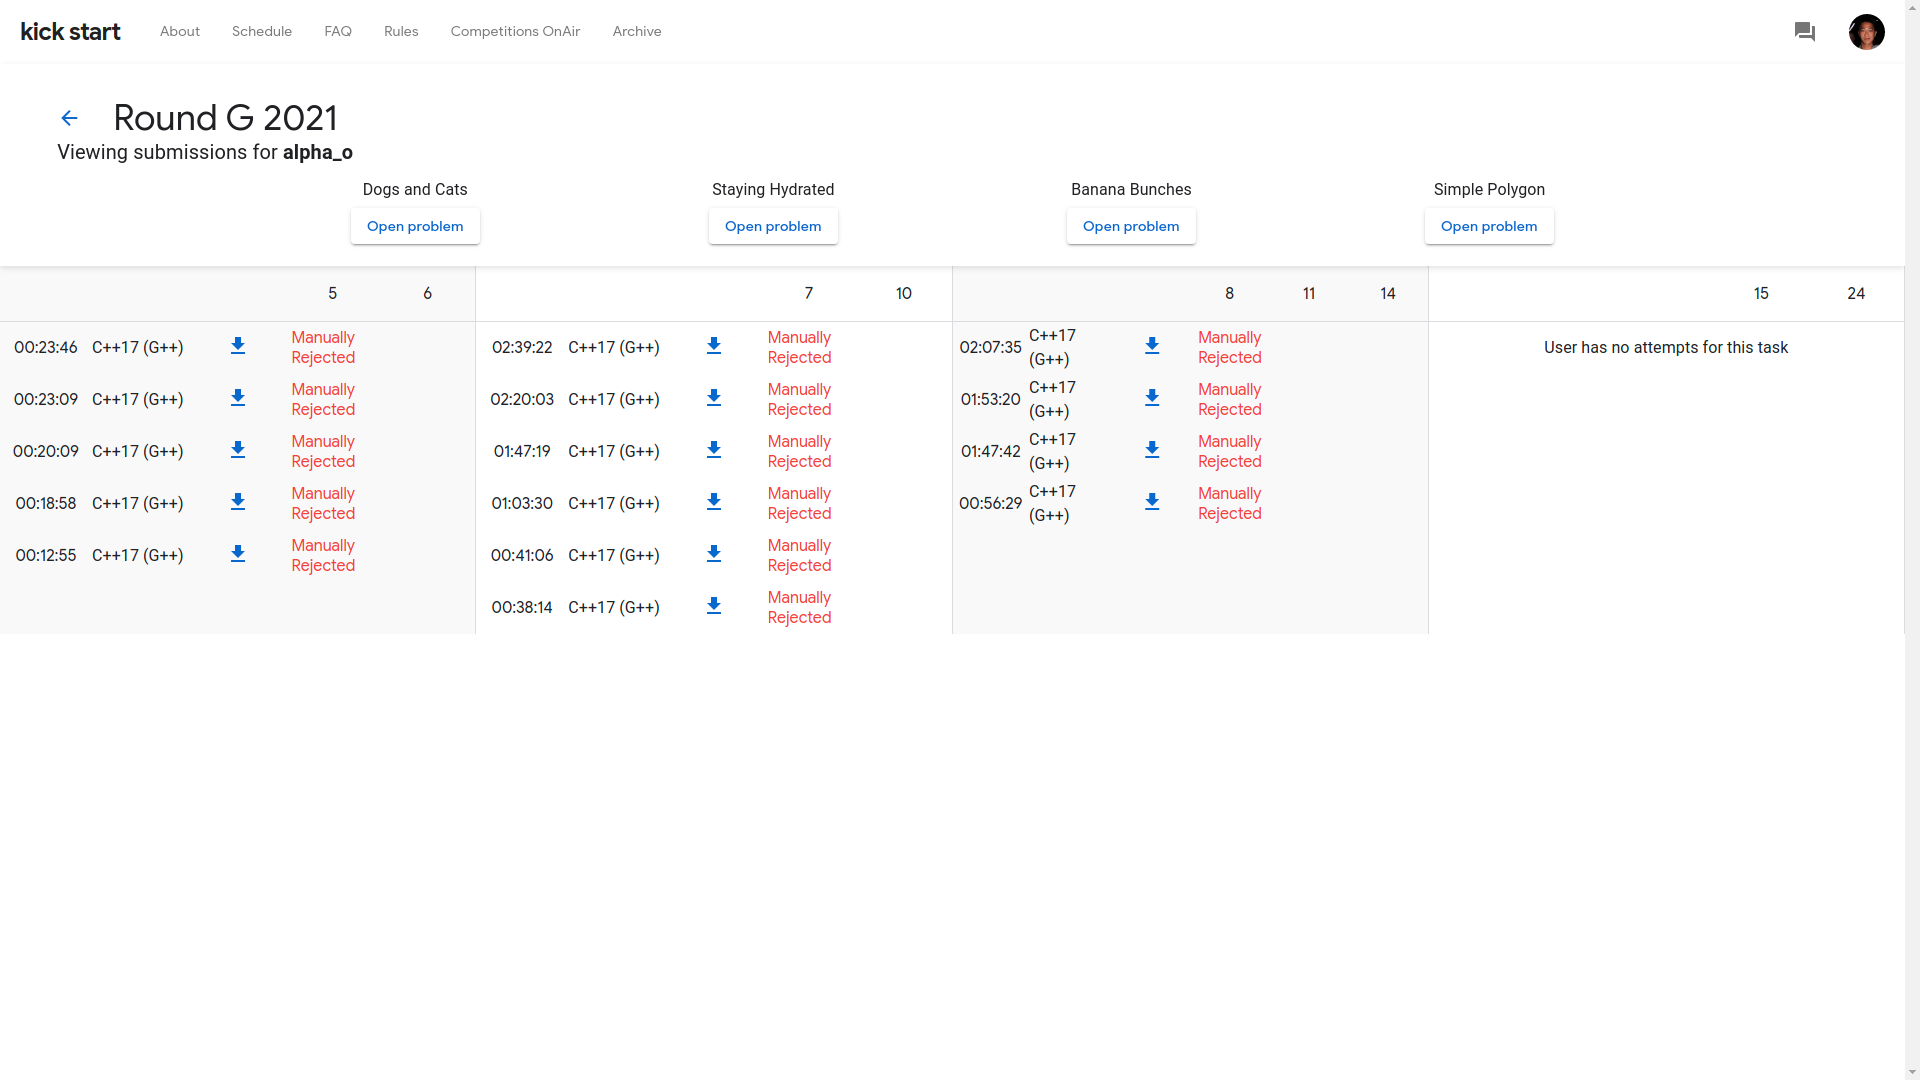 kick start About Schedule FAQ Rules Competitions OnAir Archive
Round G 2021
Viewing submissions for alpha_o
Dogs and Cats Staying Hydrated Banana Bunches Simple Polygon
Open problem Open problem Open problem Open problem
5 6 7 10 8 11 14 15 24
00:23:46 C++17 (G++) Manually Rejected
00:23:09 C++17 (G++) Manually Rejected
00:20:09 C++17 (G++) Manually Rejected
00:18:58 C++17 (G++) Manually Rejected
00:12:55 C++17 (G++) Manually Rejected
02:39:22 C++17 (G++) Manually Rejected
02:20:03 C++17 (G++) Manually Rejected
01:47:19 C++17 (G++) Manually Rejected
01:03:30 C++17 (G++) Manually Rejected
00:41:06 C++17 (G++) Manually Rejected
00:38:14 C++17 (G++) Manually Rejected
02:07:35 C++17 (G++) Manually Rejected
01:53:20 C++17 (G++) Manually Rejected
01:47:42 C++17 (G++) Manually Rejected
00:56:29 C++17 (G++) Manually Rejected
User has no attempts for this task